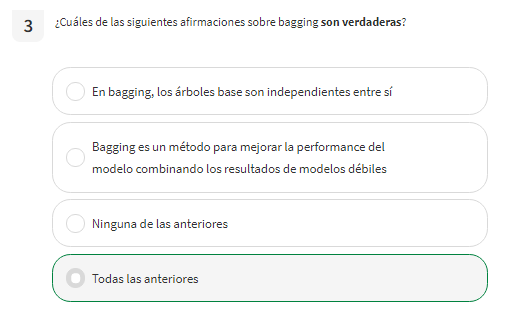 3
¿Cuáles de las siguientes afirmaciones sobre bagging son verdaderas?
En bagging, los árboles base son independientes entre sí
Bagging es un método para mejorar la performance del
modelo combinando los resultados de modelos débiles
Ninguna de las anteriores
Todas las anteriores